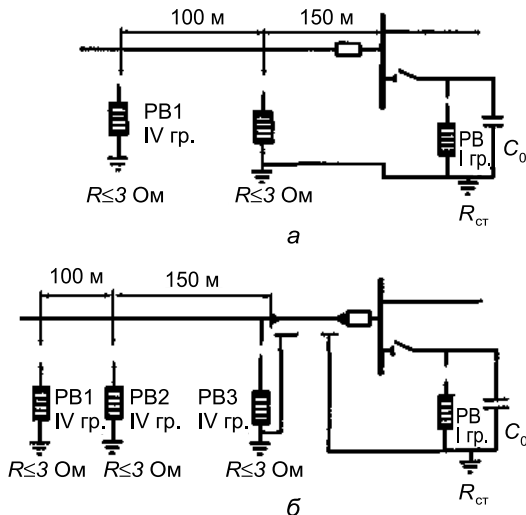 100 м 150 м
РВ1
IV гр.
РВ
I гр.
C₀
R≤3 Ом R≤3 Ом
Rст
а
100 м 150 м
РВ1 РВ2 РВ3
IV гр. IV гр. IV гр.
РВ
I гр.
C₀
R≤3 Ом R≤3 Ом R≤3 Ом
Rст
б